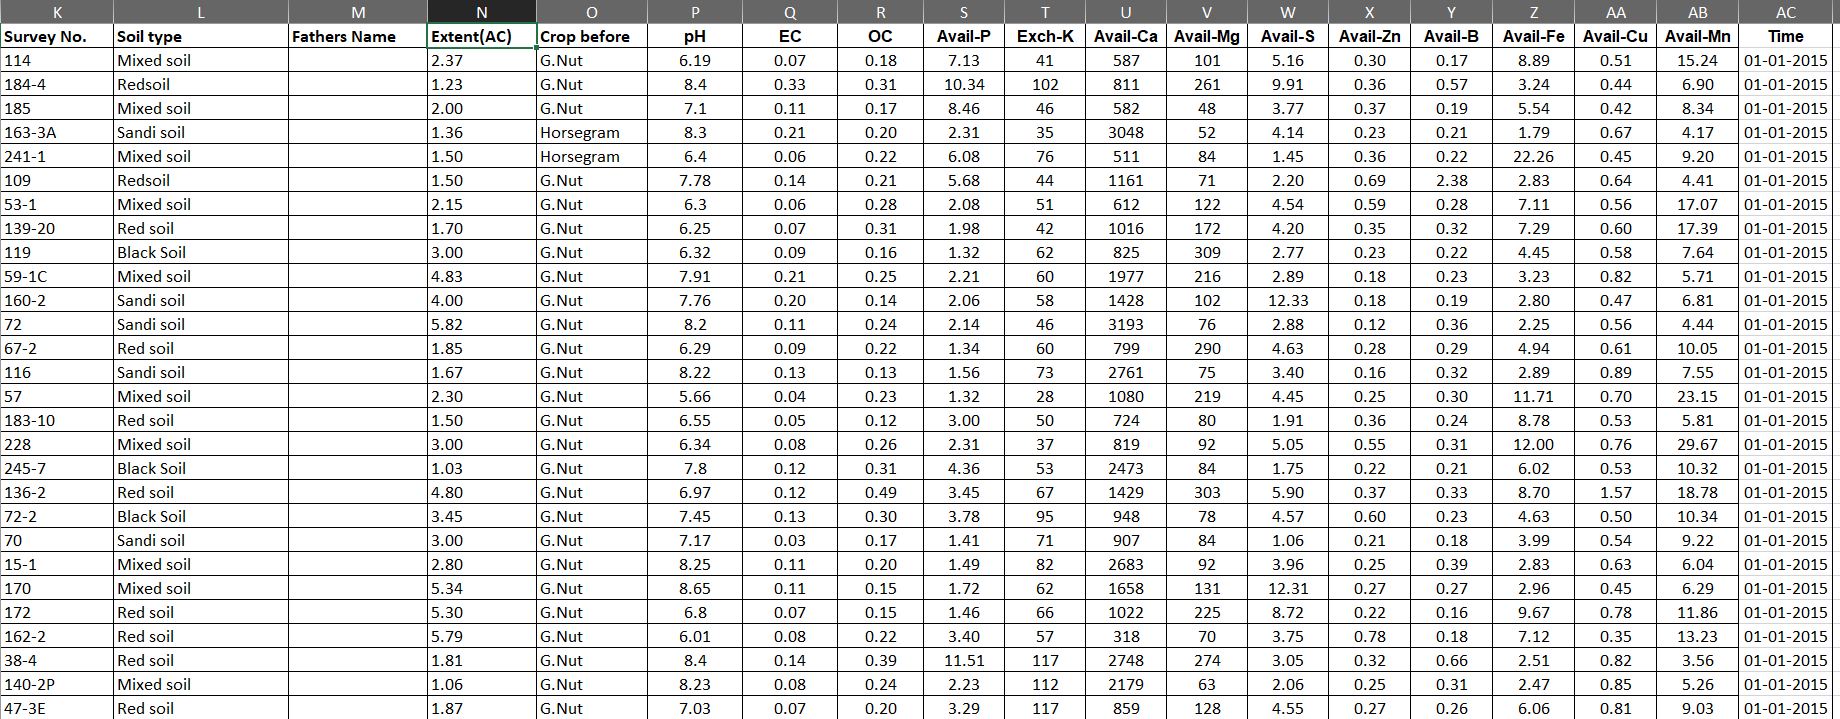 K L M N O P Q R S T U V W X Y Z AA AB AC
Survey No. Soil type Fathers Name Extent(AC) Crop before pH EC OC Avail-P Exch-K Avail-Ca Avail-Mg Avail-S Avail-Zn Avail-B Avail-Fe Avail-Cu Avail-Mn Time
114 Mixed soil 2.37 G.Nut 6.19 0.07 0.18 7.13 41 587 101 5.16 0.30 0.17 8.89 0.51 15.24 01-01-2015
184-4 Redsoil 1.23 G.Nut 8.4 0.33 0.31 10.34 102 811 261 9.91 0.36 0.57 3.24 0.44 6.90 01-01-2015
185 Mixed soil 2.00 G.Nut 7.1 0.11 0.17 8.46 46 582 48 3.77 0.37 0.19 5.54 0.42 8.34 01-01-2015
163-3A Sandi soil 1.36 Horsegram 8.3 0.21 0.20 2.31 35 3048 52 4.14 0.23 0.21 1.79 0.67 4.17 01-01-2015
241-1 Mixed soil 1.50 Horsegram 6.4 0.06 0.22 6.08 76 511 84 1.45 0.36 0.22 22.26 0.45 9.20 01-01-2015
109 Redsoil 1.50 G.Nut 7.78 0.14 0.21 5.68 44 1161 71 2.20 0.69 2.38 2.83 0.64 4.41 01-01-2015
53-1 Mixed soil 2.15 G.Nut 6.3 0.06 0.28 2.08 51 612 122 4.54 0.59 0.28 7.11 0.56 17.07 01-01-2015
139-20 Red soil 1.70 G.Nut 6.25 0.07 0.31 1.98 42 1016 172 4.20 0.35 0.32 7.29 0.60 17.39 01-01-2015
119 Black Soil 3.00 G.Nut 6.32 0.09 0.16 1.32 62 825 309 2.77 0.23 0.22 4.45 0.58 7.64 01-01-2015
59-1C Mixed soil 4.83 G.Nut 7.91 0.21 0.25 2.21 60 1977 216 2.89 0.18 0.23 3.23 0.82 5.71 01-01-2015
160-2 Sandi soil 4.00 G.Nut 7.76 0.20 0.14 2.06 58 1428 102 12.33 0.18 0.19 2.80 0.47 6.81 01-01-2015
72 Sandi soil 5.82 G.Nut 8.2 0.11 0.24 2.14 46 3193 76 2.88 0.12 0.36 2.25 0.56 4.44 01-01-2015
67-2 Red soil 1.85 G.Nut 6.29 0.09 0.22 1.34 60 799 290 4.63 0.28 0.29 4.94 0.61 10.05 01-01-2015
116 Sandi soil 1.67 G.Nut 8.22 0.13 0.13 1.56 73 2761 75 3.40 0.16 0.32 2.89 0.89 7.55 01-01-2015
57 Mixed soil 2.30 G.Nut 5.66 0.04 0.23 1.32 28 1080 219 4.45 0.25 0.30 11.71 0.70 23.15 01-01-2015
183-10 Red soil 1.50 G.Nut 6.55 0.05 0.12 3.00 50 724 80 1.91 0.36 0.24 8.78 0.53 5.81 01-01-2015
228 Mixed soil 3.00 G.Nut 6.34 0.08 0.26 2.31 37 819 92 5.05 0.55 0.31 12.00 0.76 29.67 01-01-2015
245-7 Black Soil 1.03 G.Nut 7.8 0.12 0.31 4.36 53 2473 84 1.75 0.22 0.21 6.02 0.53 10.32 01-01-2015
136-2 Red soil 4.80 G.Nut 6.97 0.12 0.49 3.45 67 1429 303 5.90 0.37 0.33 8.70 1.57 18.78 01-01-2015
72-2 Black Soil 3.45 G.Nut 7.45 0.13 0.30 3.78 95 948 78 4.57 0.60 0.23 4.63 0.50 10.34 01-01-2015
70 Sandi soil 3.00 G.Nut 7.17 0.03 0.17 1.41 71 907 84 1.06 0.21 0.18 3.99 0.54 9.22 01-01-2015
15-1 Mixed soil 2.80 G.Nut 8.25 0.11 0.20 1.49 82 2683 92 3.96 0.25 0.39 2.83 0.63 6.04 01-01-2015
170 Mixed soil 5.34 G.Nut 8.65 0.11 0.15 1.72 62 1658 131 12.31 0.27 0.27 2.96 0.45 6.29 01-01-2015
172 Red soil 5.30 G.Nut 6.8 0.07 0.15 1.46 66 1022 225 8.72 0.22 0.16 9.67 0.78 11.86 01-01-2015
162-2 Red soil 5.79 G.Nut 6.01 0.08 0.22 3.40 57 318 70 3.75 0.78 0.18 7.12 0.35 13.23 01-01-2015
38-4 Red soil 1.81 G.Nut 8.4 0.14 0.39 11.51 117 2748 274 3.05 0.32 0.66 2.51 0.82 3.56 01-01-2015
140-2P Mixed soil 1.06 G.Nut 8.23 0.08 0.24 2.23 112 2179 63 2.06 0.25 0.31 2.47 0.85 5.26 01-01-2015
47-3E Red soil 1.87 G.Nut 7.03 0.07 0.20 3.29 117 859 128 4.55 0.27 0.26 6.06 0.81 9.03 01-01-2015